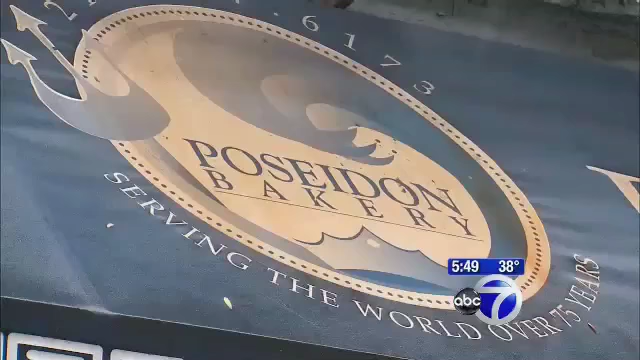 6173
POSEIDON
BAKERY
SERVING THE WORLD OVER 75 YEARS
5:49 38°
abc 7